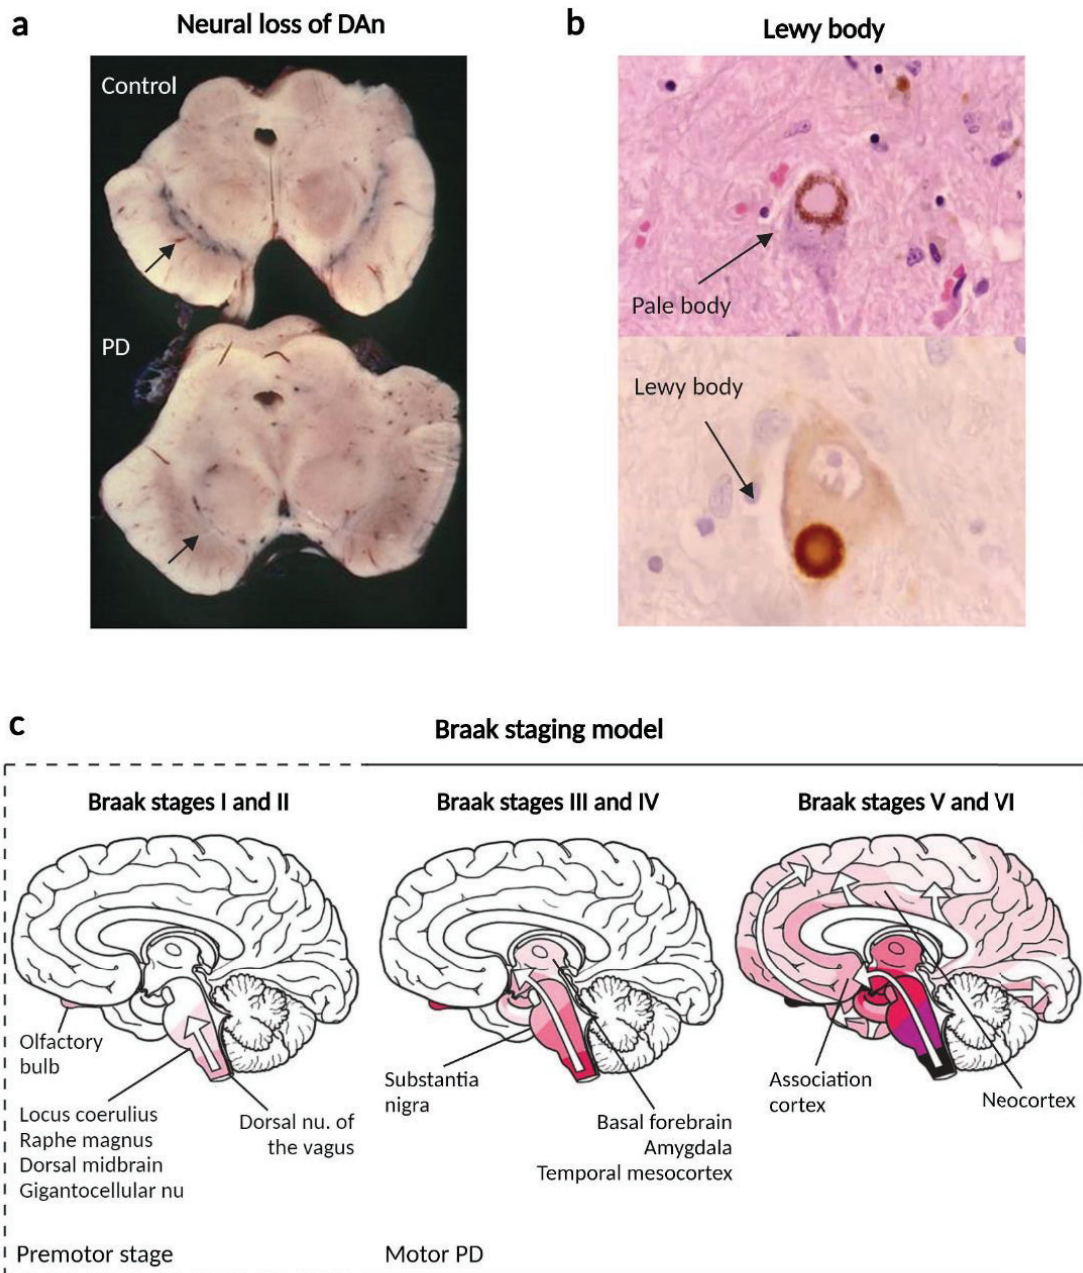 a
Neural loss of DAn
Control
PD
b
Lewy body
Pale body
Lewy body
c
Braak staging model
Braak stages I and II
Olfactory
bulb
Locus coerulius
Raphe magnus
Dorsal midbrain
Gigantocellular nu
Dorsal nu. of
the vagus
Premotor stage
Braak stages III and IV
Substantia
nigra
Basal forebrain
Amygdala
Temporal mesocortex
Motor PD
Braak stages V and VI
Association
cortex
Neocortex